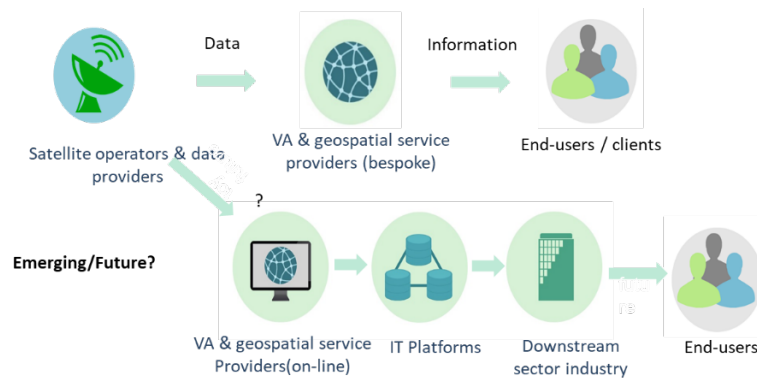 Data
Information
Satellite operators & data
providers
VA & geospatial service
providers (bespoke)
End-users / clients
?
Emerging/Future?
VA & geospatial service
Providers(on-line)
IT Platforms
Downstream
sector industry
End-users